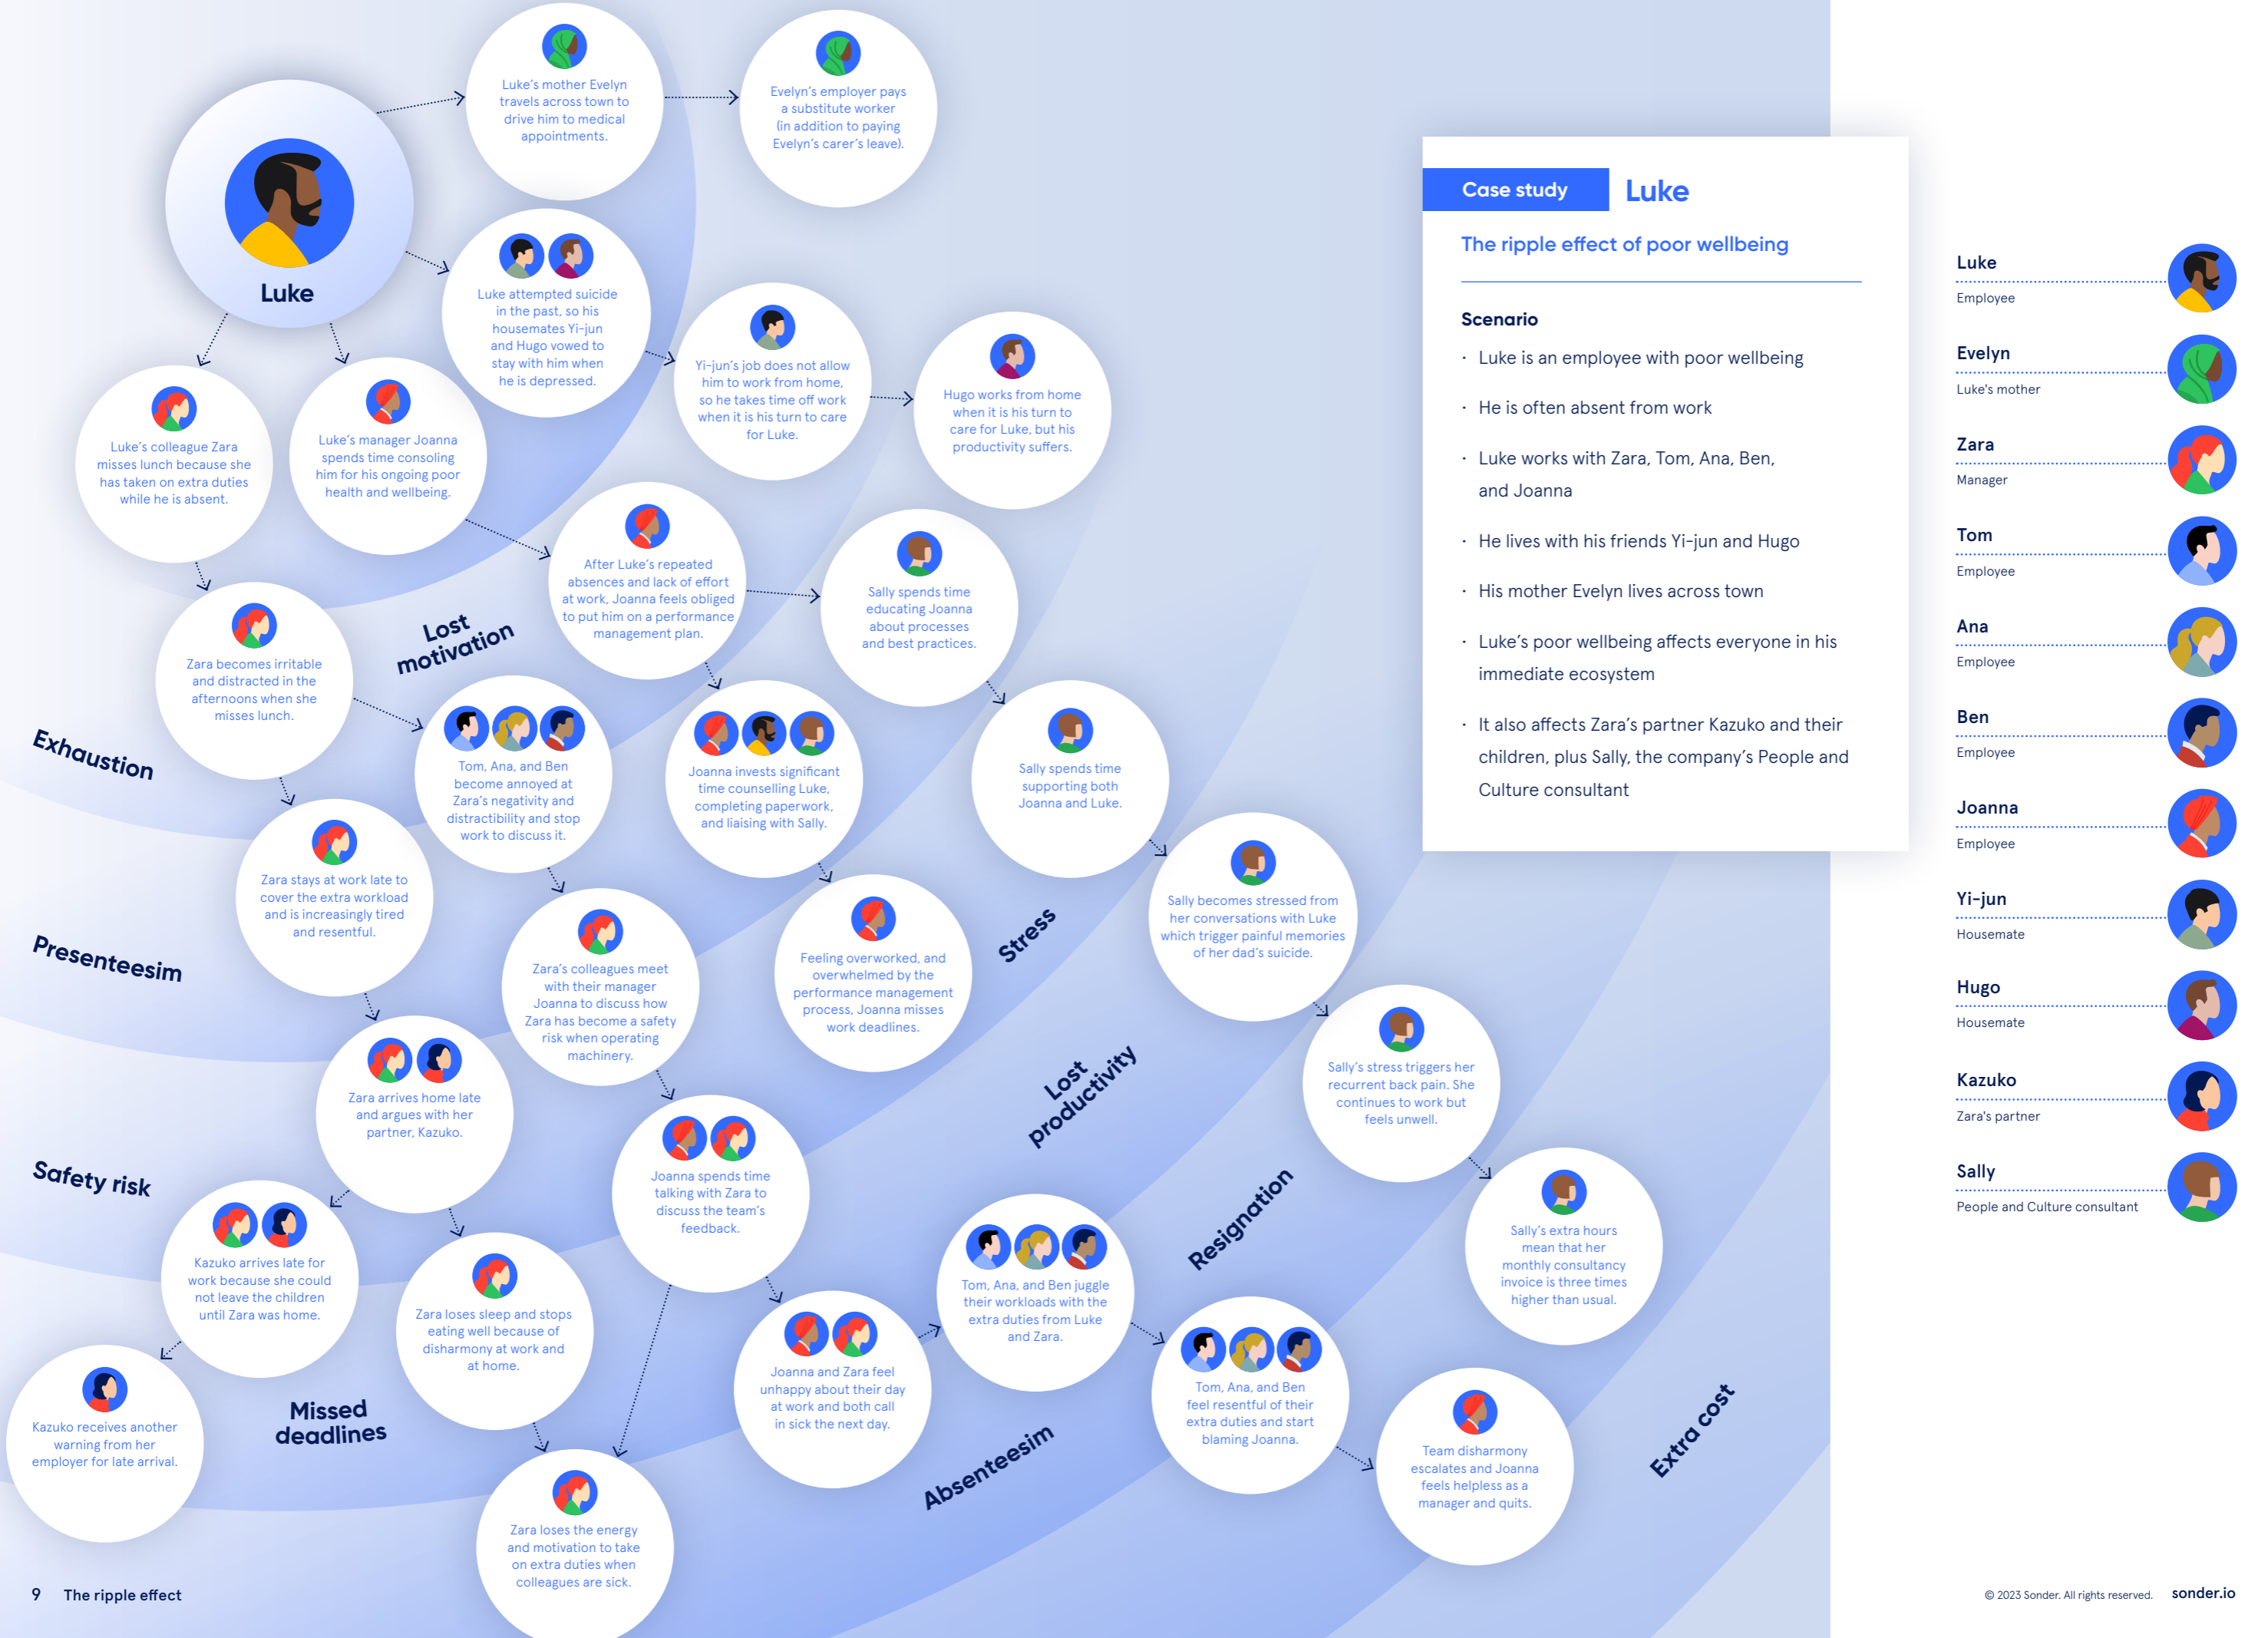 Luke
Luke’s mother Evelyn
travels across town to
drive him to medical
appointments.
Evelyn’s employer pays
a substitute worker
(in addition to paying
Evelyn’s carer’s leave).
Luke attempted suicide
in the past, so his
housemates Yi-jun
and Hugo vowed to
stay with him when
he is depressed.
Yi-jun’s job does not allow
him to work from home,
so he takes time off work
when it is his turn to care
for Luke.
Hugo works from home
when it is his turn to
care for Luke, but his
productivity suffers.
Luke’s colleague Zara
misses lunch because she
has taken on extra duties
while he is absent.
Luke’s manager Joanna
spends time consoling
him for his ongoing poor
health and wellbeing.
After Luke’s repeated
absences and lack of effort
at work, Joanna feels obliged
to put him on a performance
management plan.
Sally spends time
educating Joanna
about processes
and best practices.
Zara becomes irritable
and distracted in the
afternoons when she
misses lunch.
Lost
motivation
Exhaustion
Tom, Ana, and Ben
become annoyed at
Zara’s negativity and
distractibility and stop
work to discuss it.
Joanna invests significant
time counselling Luke,
completing paperwork,
and liaising with Sally.
Sally spends time
supporting both
Joanna and Luke.
Zara stays at work late to
cover the extra workload
and is increasingly tired
and resentful.
Presenteesim
Zara’s colleagues meet
with their manager
Joanna to discuss how
Zara has become a safety
risk when operating
machinery.
Feeling overworked, and
overwhelmed by the
performance management
process, Joanna misses
work deadlines.
Stress
Sally becomes stressed from
her conversations with Luke
which trigger painful memories
of her dad’s suicide.
Zara arrives home late
and argues with her
partner, Kazuko.
Lost
productivity
Sally’s stress triggers her
recurrent back pain. She
continues to work but
feels unwell.
Safety risk
Joanna spends time
talking with Zara to
discuss the team’s
feedback.
Resignation
Kazuko arrives late for
work because she could
not leave the children
until Zara was home.
Zara loses sleep and stops
eating well because of
disharmony at work and
at home.
Tom, Ana, and Ben juggle
their workloads with the
extra duties from Luke
and Zara.
Sally’s extra hours
mean that her
monthly consultancy
invoice is three times
higher than usual.
Joanna and Zara feel
unhappy about their day
at work and both call
in sick the next day.
Tom, Ana, and Ben
feel resentful of their
extra duties and start
blaming Joanna.
Kazuko receives another
warning from her
employer for late arrival.
Missed
deadlines
Absenteesim
Team disharmony
escalates and Joanna
feels helpless as a
manager and quits.
Extra cost
Zara loses the energy
and motivation to take
on extra duties when
colleagues are sick.
Case study
Luke
The ripple effect of poor wellbeing
Scenario
· Luke is an employee with poor wellbeing
· He is often absent from work
· Luke works with Zara, Tom, Ana, Ben,
and Joanna
· He lives with his friends Yi-jun and Hugo
· His mother Evelyn lives across town
· Luke’s poor wellbeing affects everyone in his
immediate ecosystem
· It also affects Zara’s partner Kazuko and their
children, plus Sally, the company’s People and
Culture consultant
Luke
Employee
Evelyn
Luke's mother
Zara
Manager
Tom
Employee
Ana
Employee
Ben
Employee
Joanna
Employee
Yi-jun
Housemate
Hugo
Housemate
Kazuko
Zara's partner
Sally
People and Culture consultant
9 The ripple effect
© 2023 Sonder. All rights reserved. sonder.io